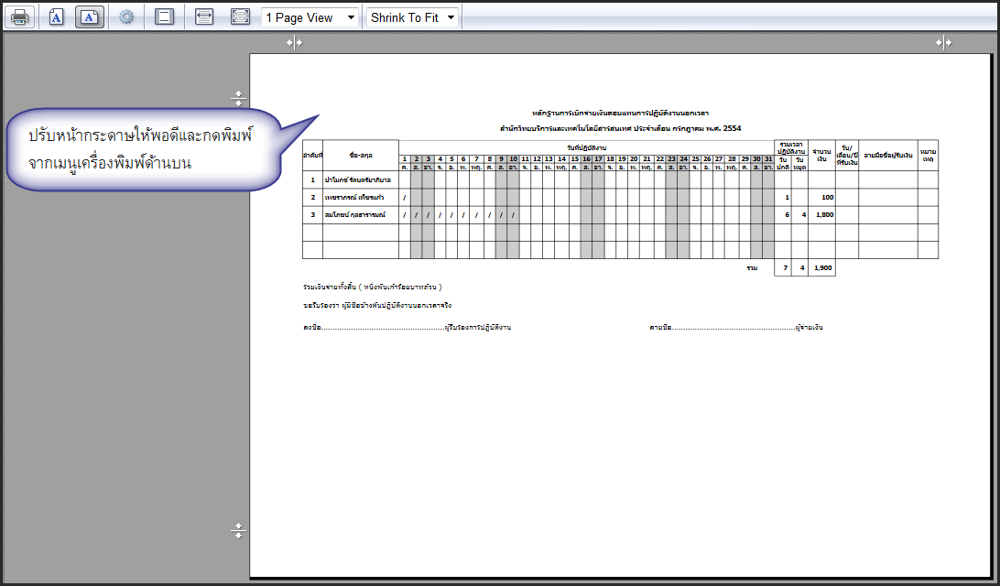 1 Page View
Shrink To Fit
ปรับหน้ากระดาษให้พอดีและกดพิมพ์
จากเมนูเครื่องพิมพ์ด้านบน
หลักฐานการเบิกจ่ายเงินตอบแทนการปฏิบัติงานนอกเวลา
สำนักวิทยบริการและเทคโนโลยีสารสนเทศ ประจำเดือน กรกฎาคม พ.ศ. 2554
ลำดับที่ ชื่อ-สกุล วันที่ปฏิบัติงาน รวมเวลาปฏิบัติงาน จำนวนเงิน วัน/เดือน/ปีที่รับเงิน ลายมือชื่อผู้รับเงิน หมายเหตุ
1 2 3 4 5 6 7 8 9 10 11 12 13 14 15 16 17 18 19 20 21 22 23 24 25 26 27 28 29 30 31 วันปกติ วันหยุด
ศ. ส. อา. จ. อ. พ. พฤ. ศ. ส. อา. จ. อ. พ. พฤ. ศ. ส. อา. จ. อ. พ. พฤ. ศ. ส. อา. จ. อ. พ. พฤ. ศ. ส. อา.
1 ปาโมกข์ รัตนตรัยาภิบาล
2 เพชราภรณ์ เพ็ชรแก้ว / 1 100
3 สมโภชน์ กุลธารารมณ์ / / / / / / / / / / 6 4 1,800
รวม 7 4 1,900
รวมเงินจ่ายทั้งสิ้น ( หนึ่งพันเก้าร้อยบาทถ้วน )
ขอรับรองว่า ผู้มีชื่อข้างต้นปฏิบัติงานนอกเวลาจริง
ลงชื่อ............................................................ผู้รับรองการปฏิบัติงาน ลายชื่อ............................................................ผู้จ่ายเงิน